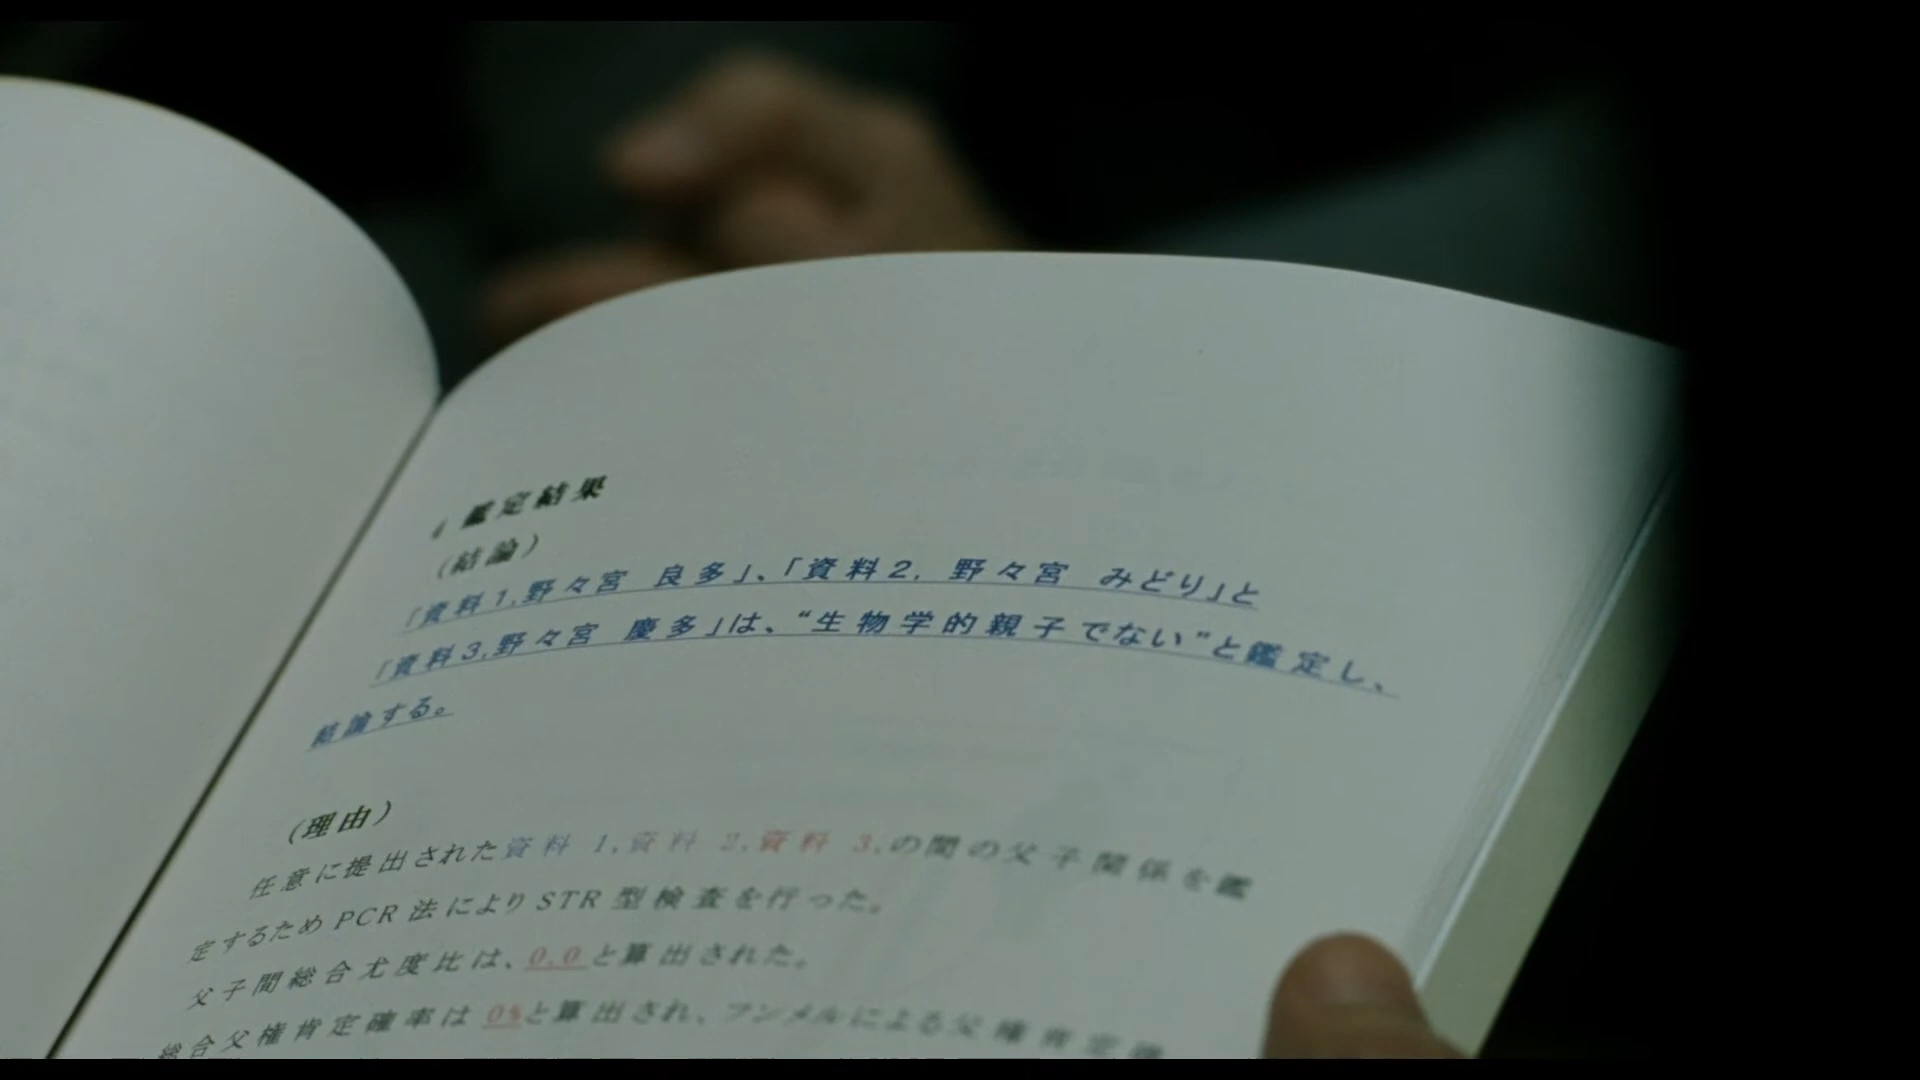 鑑定結果
（結論）
「資料1,野々宮 良多」、「資料2, 野々宮 みどり」と
「資料3,野々宮 慶多」は、“生物学的親子でない”と鑑定し、
結論する。
（理由）
任意に提出された資料 1,資料 2,資料 3,の間の父子関係を鑑
定するため PCR 法により STR 型検査を行った。
父子間総合尤度比は、0.0と算出された。
総合父権肯定確率は 0%と算出され、フンメルによる父権肯定確